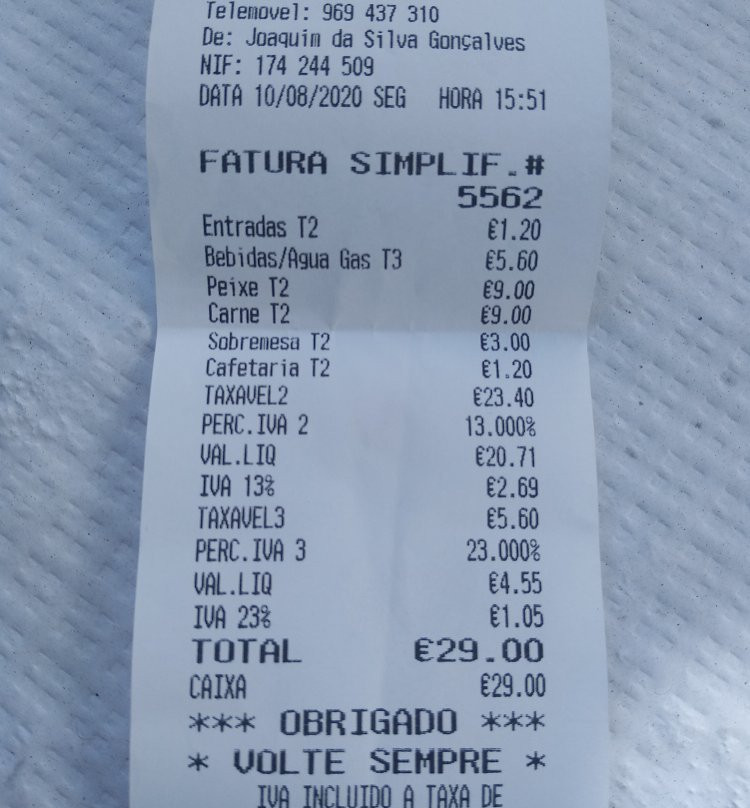 Telemovel: 969 437 310
De: Joaquim da Silva Gonçalves
NIF: 174 244 509
DATA 10/08/2020 SEG HORA 15:51
FATURA SIMPLIF.#
5562
Entradas T2 €1.20
Bebidas/Agua Gas T3 €5.60
Peixe T2 €9.00
Carne T2 €9.00
Sobremesa T2 €3.00
Cafetaria T2 €1.20
TAXAVEL2 €23.40
PERC.IVA 2 13.000%
VAL.LIQ €20.71
IVA 13% €2.69
TAXAVEL3 €5.60
PERC.IVA 3 23.000%
VAL.LIQ €4.55
IVA 23% €1.05
TOTAL €29.00
CAIXA €29.00
*** OBRIGADO ***
* VOLTE SEMPRE *
IVA INCLUIDO A TAXA DE